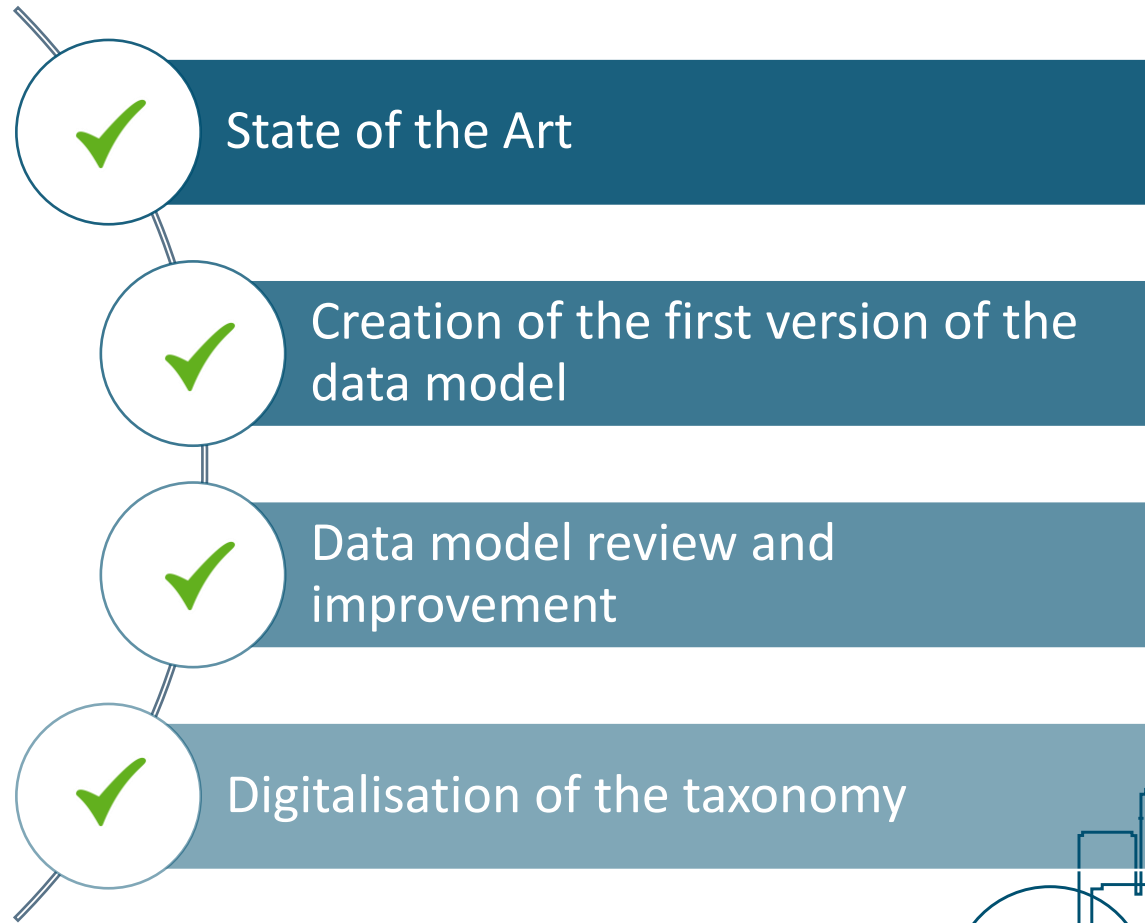 State of the Art
Creation of the first version of the
data model
Data model review and
improvement
Digitalisation of the taxonomy